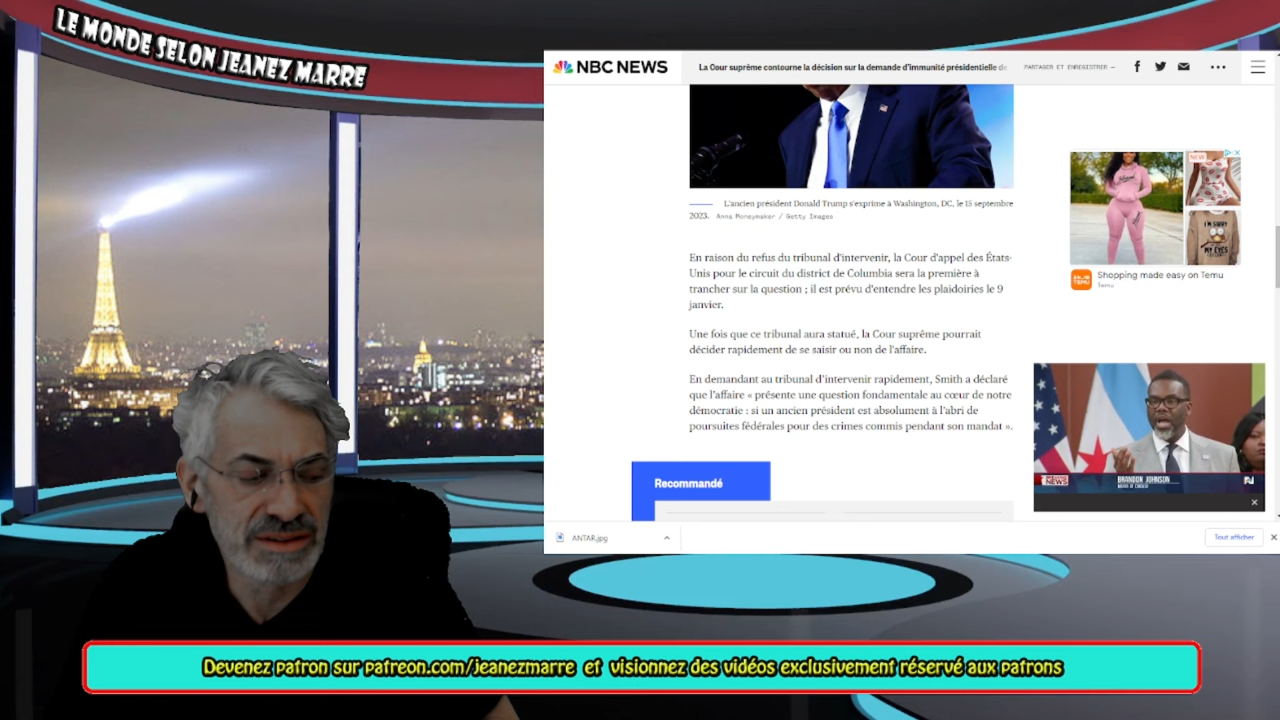 LE MONDE SELON JEANEZ MARRE
NBC NEWS
La Cour suprême contourne la décision sur la demande d'immunité présidentielle de
PARTAGER ET ENREGISTRER —
L'ancien président Donald Trump s'exprime à Washington, DC, le 15 septembre
2023. Anna Moneymaker / Getty Images
En raison du refus du tribunal d'intervenir, la Cour d'appel des États-
Unis pour le circuit du district de Columbia sera la première à
trancher sur la question ; il est prévu d'entendre les plaidoiries le 9
janvier.
Une fois que ce tribunal aura statué, la Cour suprême pourrait
décider rapidement de se saisir ou non de l'affaire.
En demandant au tribunal d'intervenir rapidement, Smith a déclaré
que l'affaire « présente une question fondamentale au cœur de notre
démocratie : si un ancien président est absolument à l'abri de
poursuites fédérales pour des crimes commis pendant son mandat ».
Recommandé
NEW
I'M SORRY
MY EYES
TEMU
Shopping made easy on Temu
Temu
NEWS
BRANDON JOHNSON
ANTAR.jpg
Tout afficher
Devenez patron sur patreon.com/jeanezmarre et visionnez des vidéos exclusivement réservé aux patrons